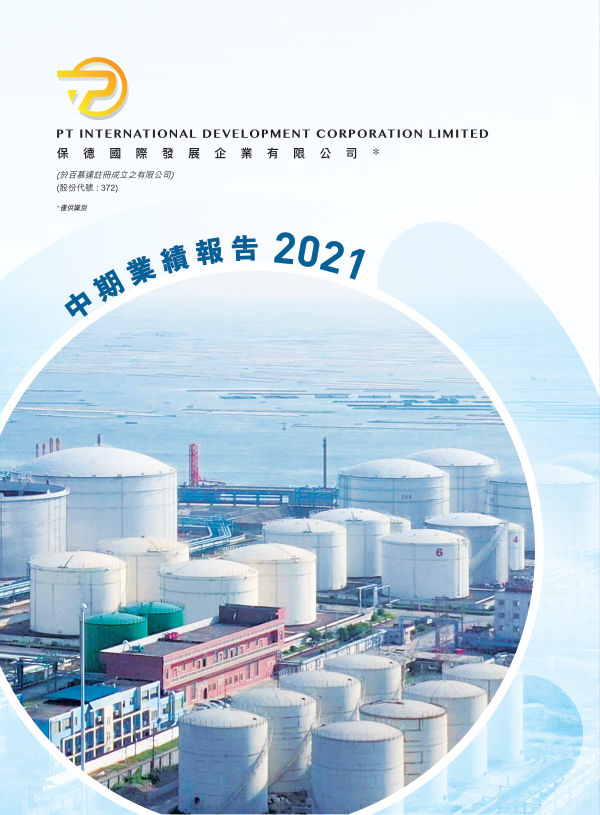 PT INTERNATIONAL DEVELOPMENT CORPORATION LIMITED
保德國際發展企業有限公司*
(於百慕達註冊成立之有限公司)
(股份代號 : 372)
*僅供識別
中期業績報告 2021
6
4